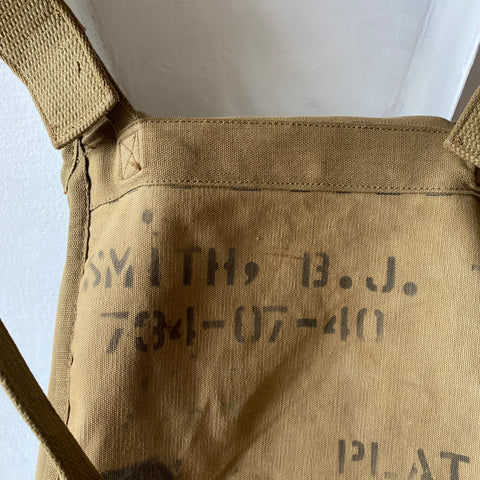 SMiTH, B.J.
734-07-40
PLAT